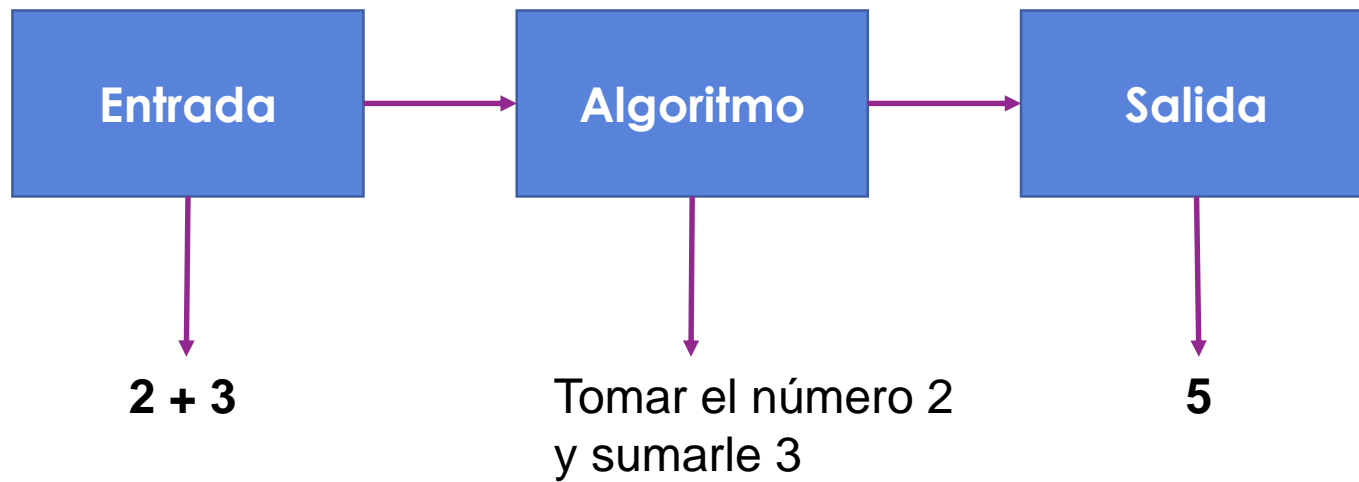 Entrada
Algoritmo
Salida
2 + 3
Tomar el número 2
y sumarle 3
5